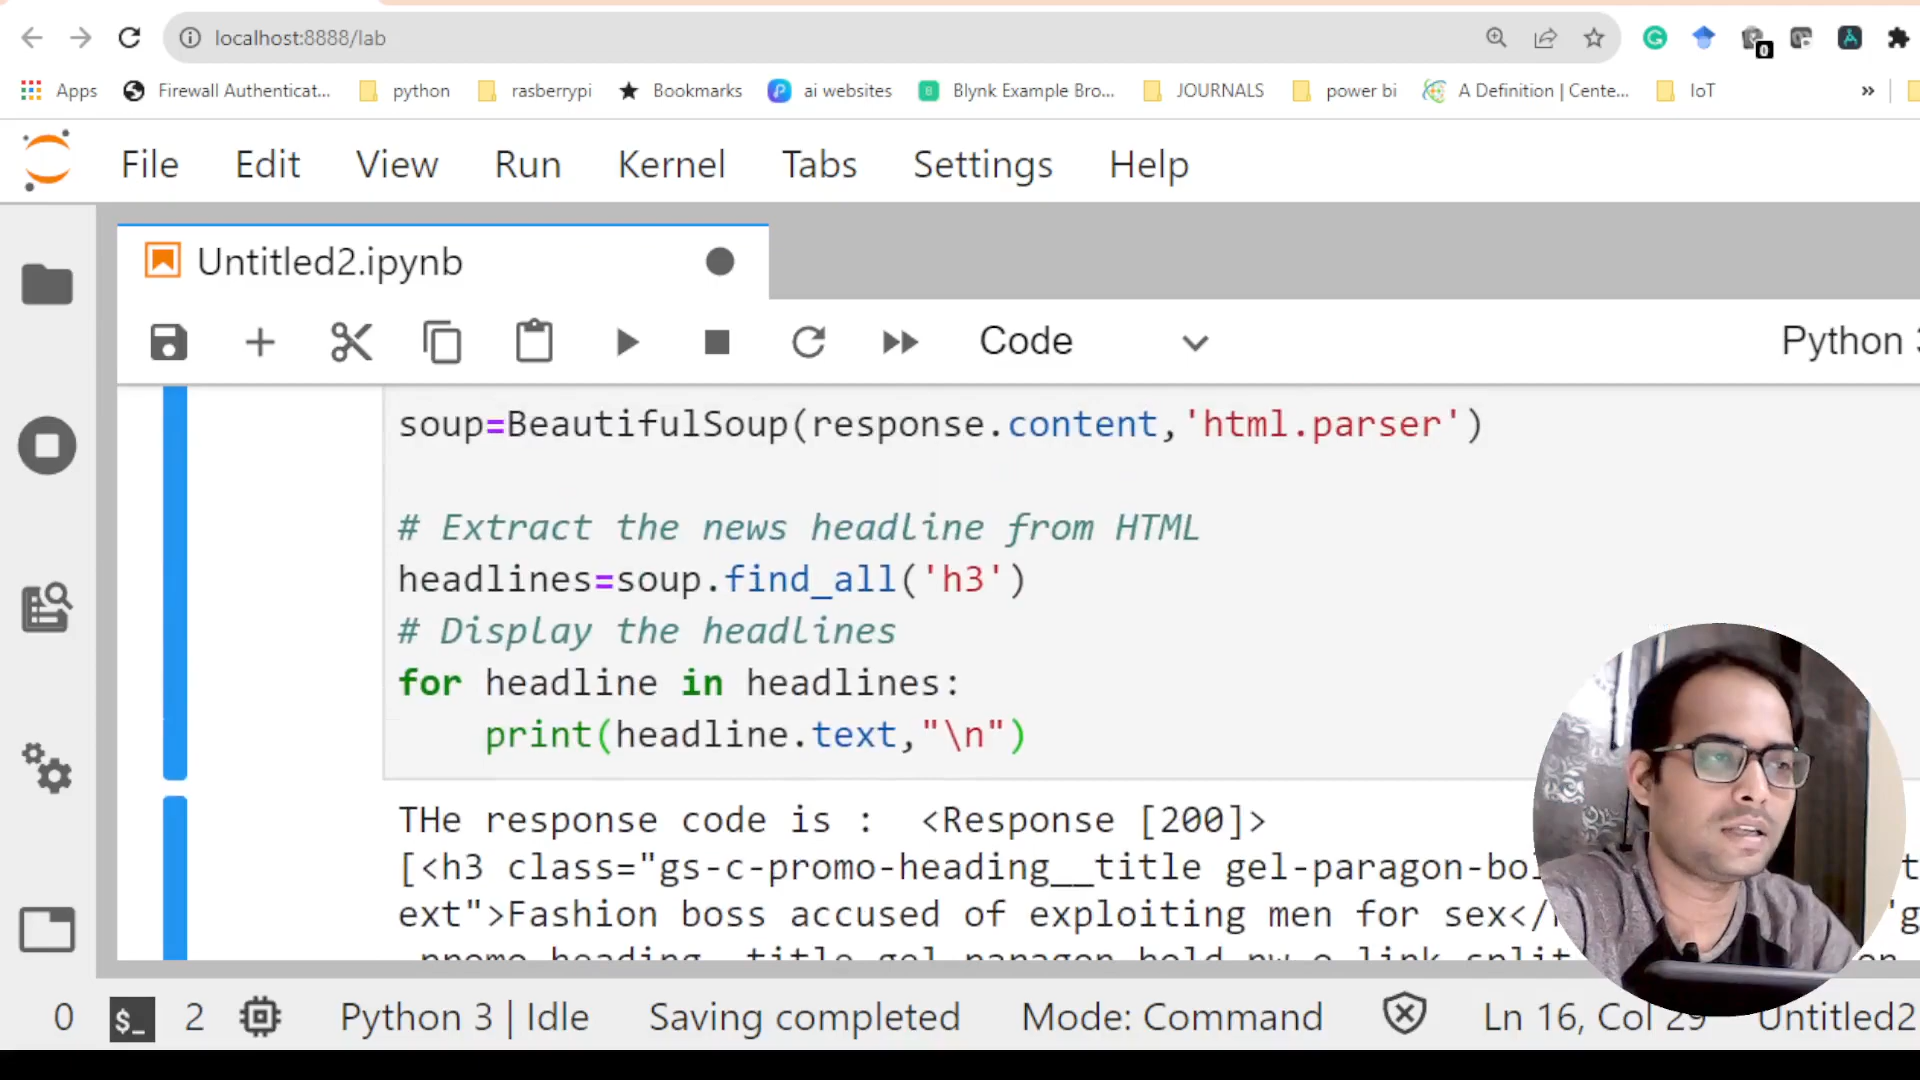 localhost:8888/lab
0
Apps
Firewall Authenticat...
python
rasberrypi
Bookmarks
ai websites
B
Blynk Example Bro...
JOURNALS
power bi
A Definition | Cente...
IoT
»
File Edit View Run Kernel Tabs Settings Help
Untitled2.ipynb
Code
Python 3
soup=BeautifulSoup(response.content,'html.parser')
# Extract the news headline from HTML
headlines=soup.find_all('h3')
# Display the headlines
for headline in headlines:
print(headline.text,"\n")
THe response code is : <Response [200]>
[<h3 class="gs-c-promo-heading__title gel-paragon-bol
ext">Fashion boss accused of exploiting men for sex</
0
$_
2
Python 3 | Idle
Saving completed
Mode: Command
Ln 16, Col 29
Untitled2